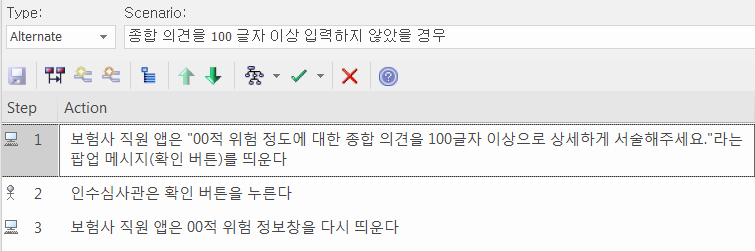 Type: Scenario:
Alternate 종합 의견을 100 글자 이상 입력하지 않았을 경우
Step Action
1 보험사 직원 앱은 "00적 위험 정도에 대한 종합 의견을 100글자 이상으로 상세하게 서술해주세요."라는
팝업 메시지(확인 버튼)를 띄운다
2 인수심사관은 확인 버튼을 누른다
3 보험사 직원 앱은 00적 위험 정보창을 다시 띄운다